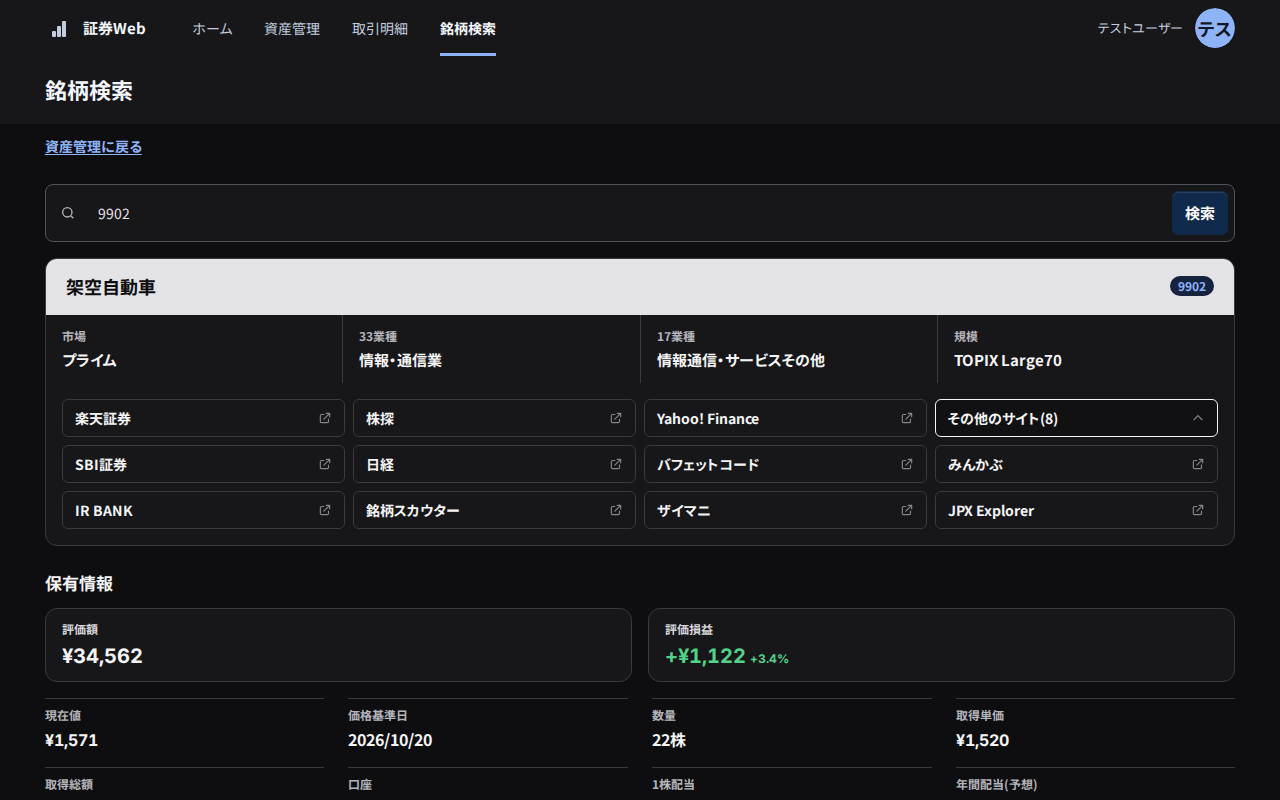 証券Web ホーム 資産管理 取引明細 銘柄検索 テストユーザー テス
銘柄検索
資産管理に戻る
9902 検索
架空自動車 9902
市場 33業種 17業種 規模
プライム 情報・通信業 情報通信・サービスその他 TOPIX Large70
楽天証券 株探 Yahoo! Finance その他のサイト(8)
SBI証券 日経 バフェットコード みんかぶ
IR BANK 銘柄スカウター ザイマニ JPX Explorer
保有情報
評価額 評価損益
¥34,562 +¥1,122 +3.4%
現在値 価格基準日 数量 取得単価
¥1,571 2026/10/20 22株 ¥1,520
取得総額 口座 1株配当 年間配当(予想)